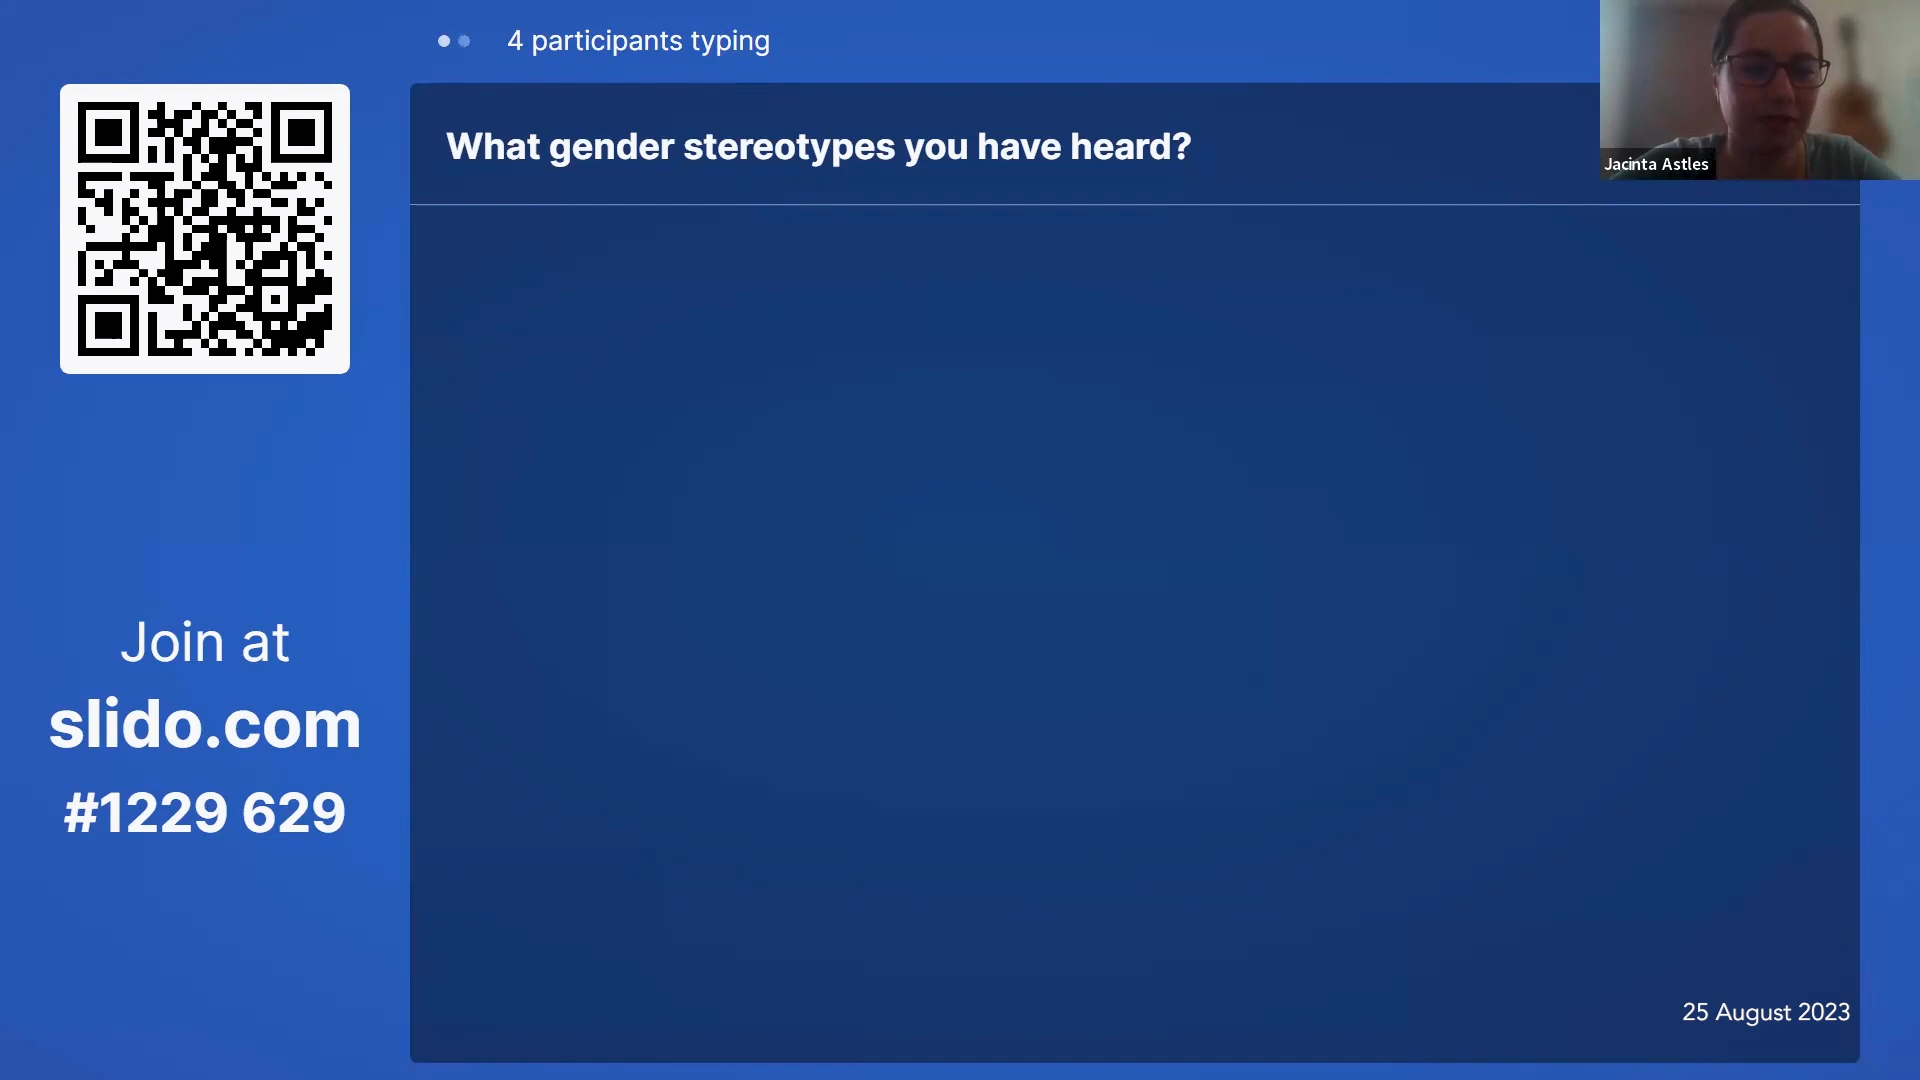 4 participants typing
What gender stereotypes you have heard?
Jacinta Astles
Join at
slido.com
#1229 629
25 August 2023